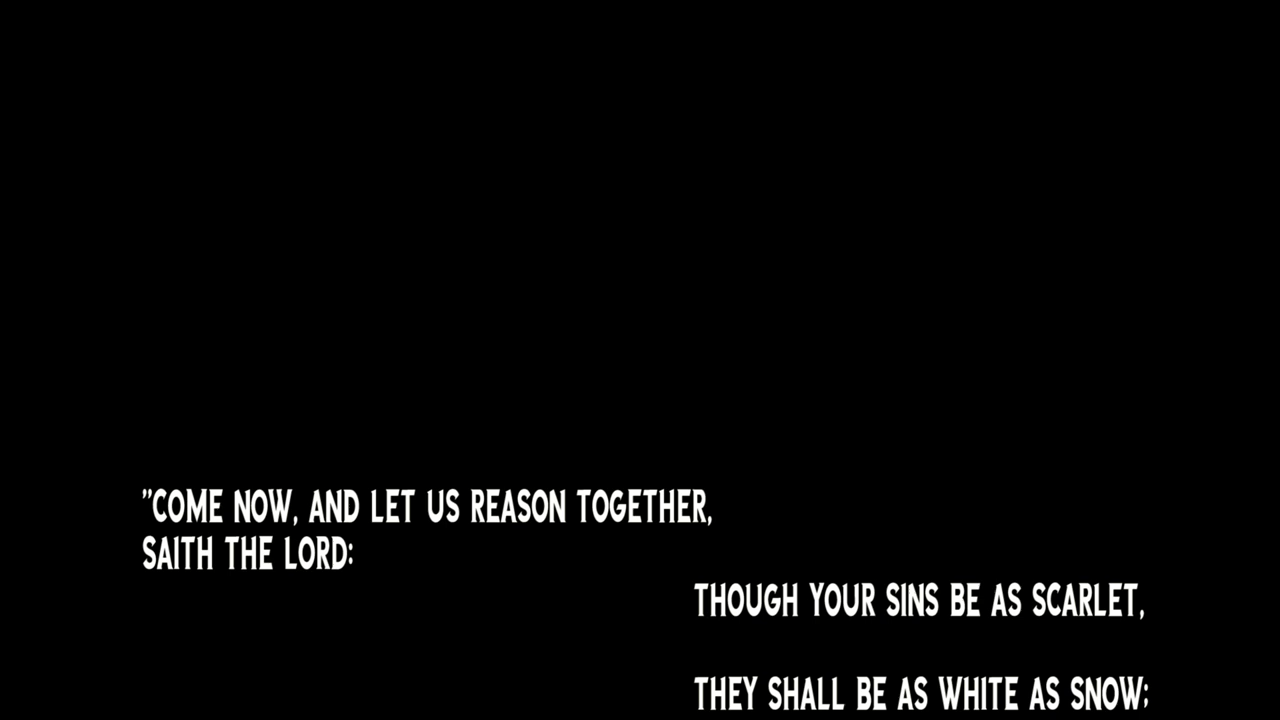 "COME NOW, AND LET US REASON TOGETHER,
SAITH THE LORD:
THOUGH YOUR SINS BE AS SCARLET,
THEY SHALL BE AS WHITE AS SNOW;